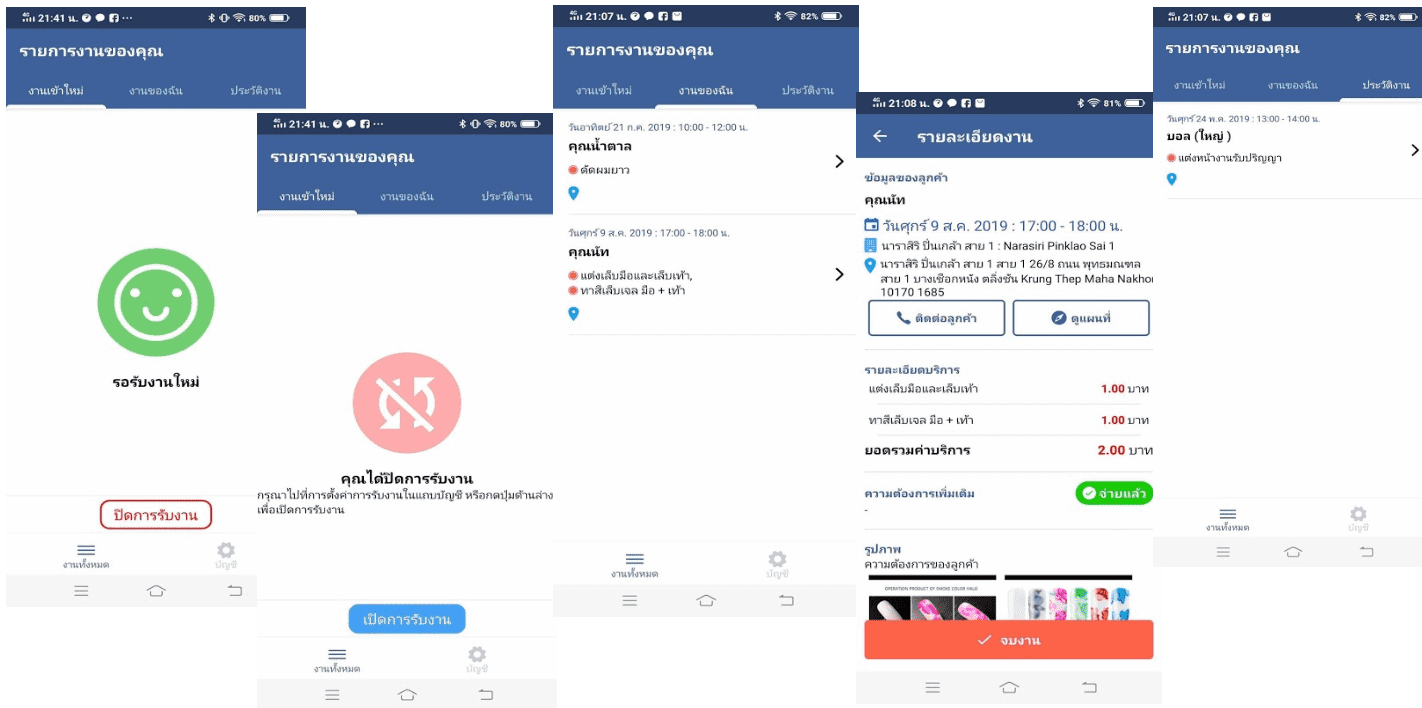 4G 21:41 น. 80%
รายการงานของคุณ
งานเข้าใหม่ งานของฉัน ประวัติงาน
รอรับงานใหม่
ปิดการรับงาน
งานทั้งหมด บัญชี
4G 21:41 น. 80%
รายการงานของคุณ
งานเข้าใหม่ งานของฉัน ประวัติงาน
คุณได้ปิดการรับงาน
กรุณาไปที่การตั้งค่าการรับงานในแถบบัญชี หรือกดปุ่มด้านล่าง
เพื่อเปิดการรับงาน
เปิดการรับงาน
งานทั้งหมด บัญชี
4G 21:07 น. 82%
รายการงานของคุณ
งานเข้าใหม่ งานของฉัน ประวัติงาน
วันอาทิตย์ 21 ก.ค. 2019 : 10:00 - 12:00 น.
คุณน้ำตาล
ตัดผมยาว
วันศุกร์ 9 ส.ค. 2019 : 17:00 - 18:00 น.
คุณนัท
แต่งเล็บมือและเล็บเท้า,
ทาสีเล็บเจล มือ + เท้า
งานทั้งหมด บัญชี
4G 21:08 น. 81%
รายละเอียดงาน
ข้อมูลของลูกค้า
คุณนัท
วันศุกร์ 9 ส.ค. 2019 : 17:00 - 18:00 น.
นาราสิริ ปิ่นเกล้า สาย 1 : Narasiri Pinklao Sai 1
นาราสิริ ปิ่นเกล้า สาย 1 สาย 1 26/8 ถนน พุทธมณฑล
สาย 1 บางเชือกหนัง ตลิ่งชัน Krung Thep Maha Nakhon
10170 1685
ติดต่อลูกค้า ดูแผนที่
รายละเอียดบริการ
แต่งเล็บมือและเล็บเท้า 1.00 บาท
ทาสีเล็บเจล มือ + เท้า 1.00 บาท
ยอดรวมค่าบริการ 2.00 บาท
ความต้องการเพิ่มเติม จ่ายแล้ว
-
รูปภาพ
ความต้องการของลูกค้า
OPERATION PRODUCT BY SMOKE COLOR HALO
จบงาน
4G 21:07 น. 82%
รายการงานของคุณ
งานเข้าใหม่ งานของฉัน ประวัติงาน
วันศุกร์ 24 พ.ค. 2019 : 13:00 - 14:00 น.
บอล (ใหญ่ )
แต่งหน้างานรับปริญญา
งานทั้งหมด บัญชี